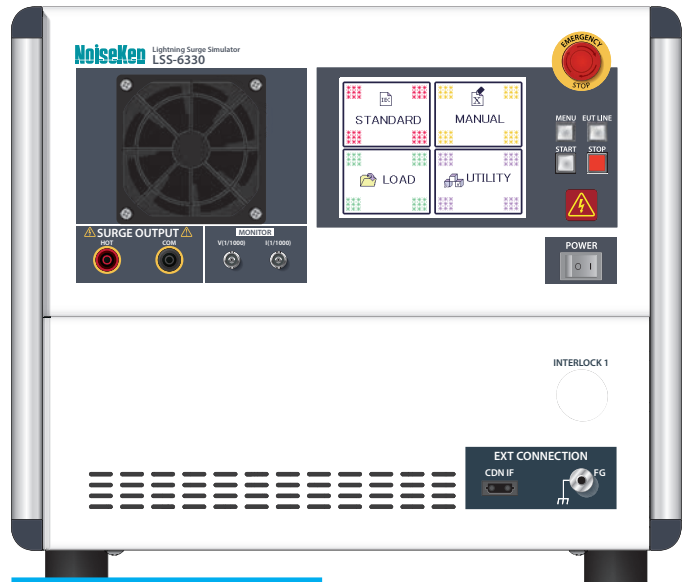 NoiseKen
Lightning Surge Simulator
LSS-6330
EMERGENCY
STOP
IEC
STANDARD
X
MANUAL
LOAD
UTILITY
MENU EUT LINE
START STOP
SURGE OUTPUT
HOT COM
MONITOR
V(1/1000) I(1/1000)
POWER
O I
INTERLOCK 1
EXT CONNECTION
CDN IF FG